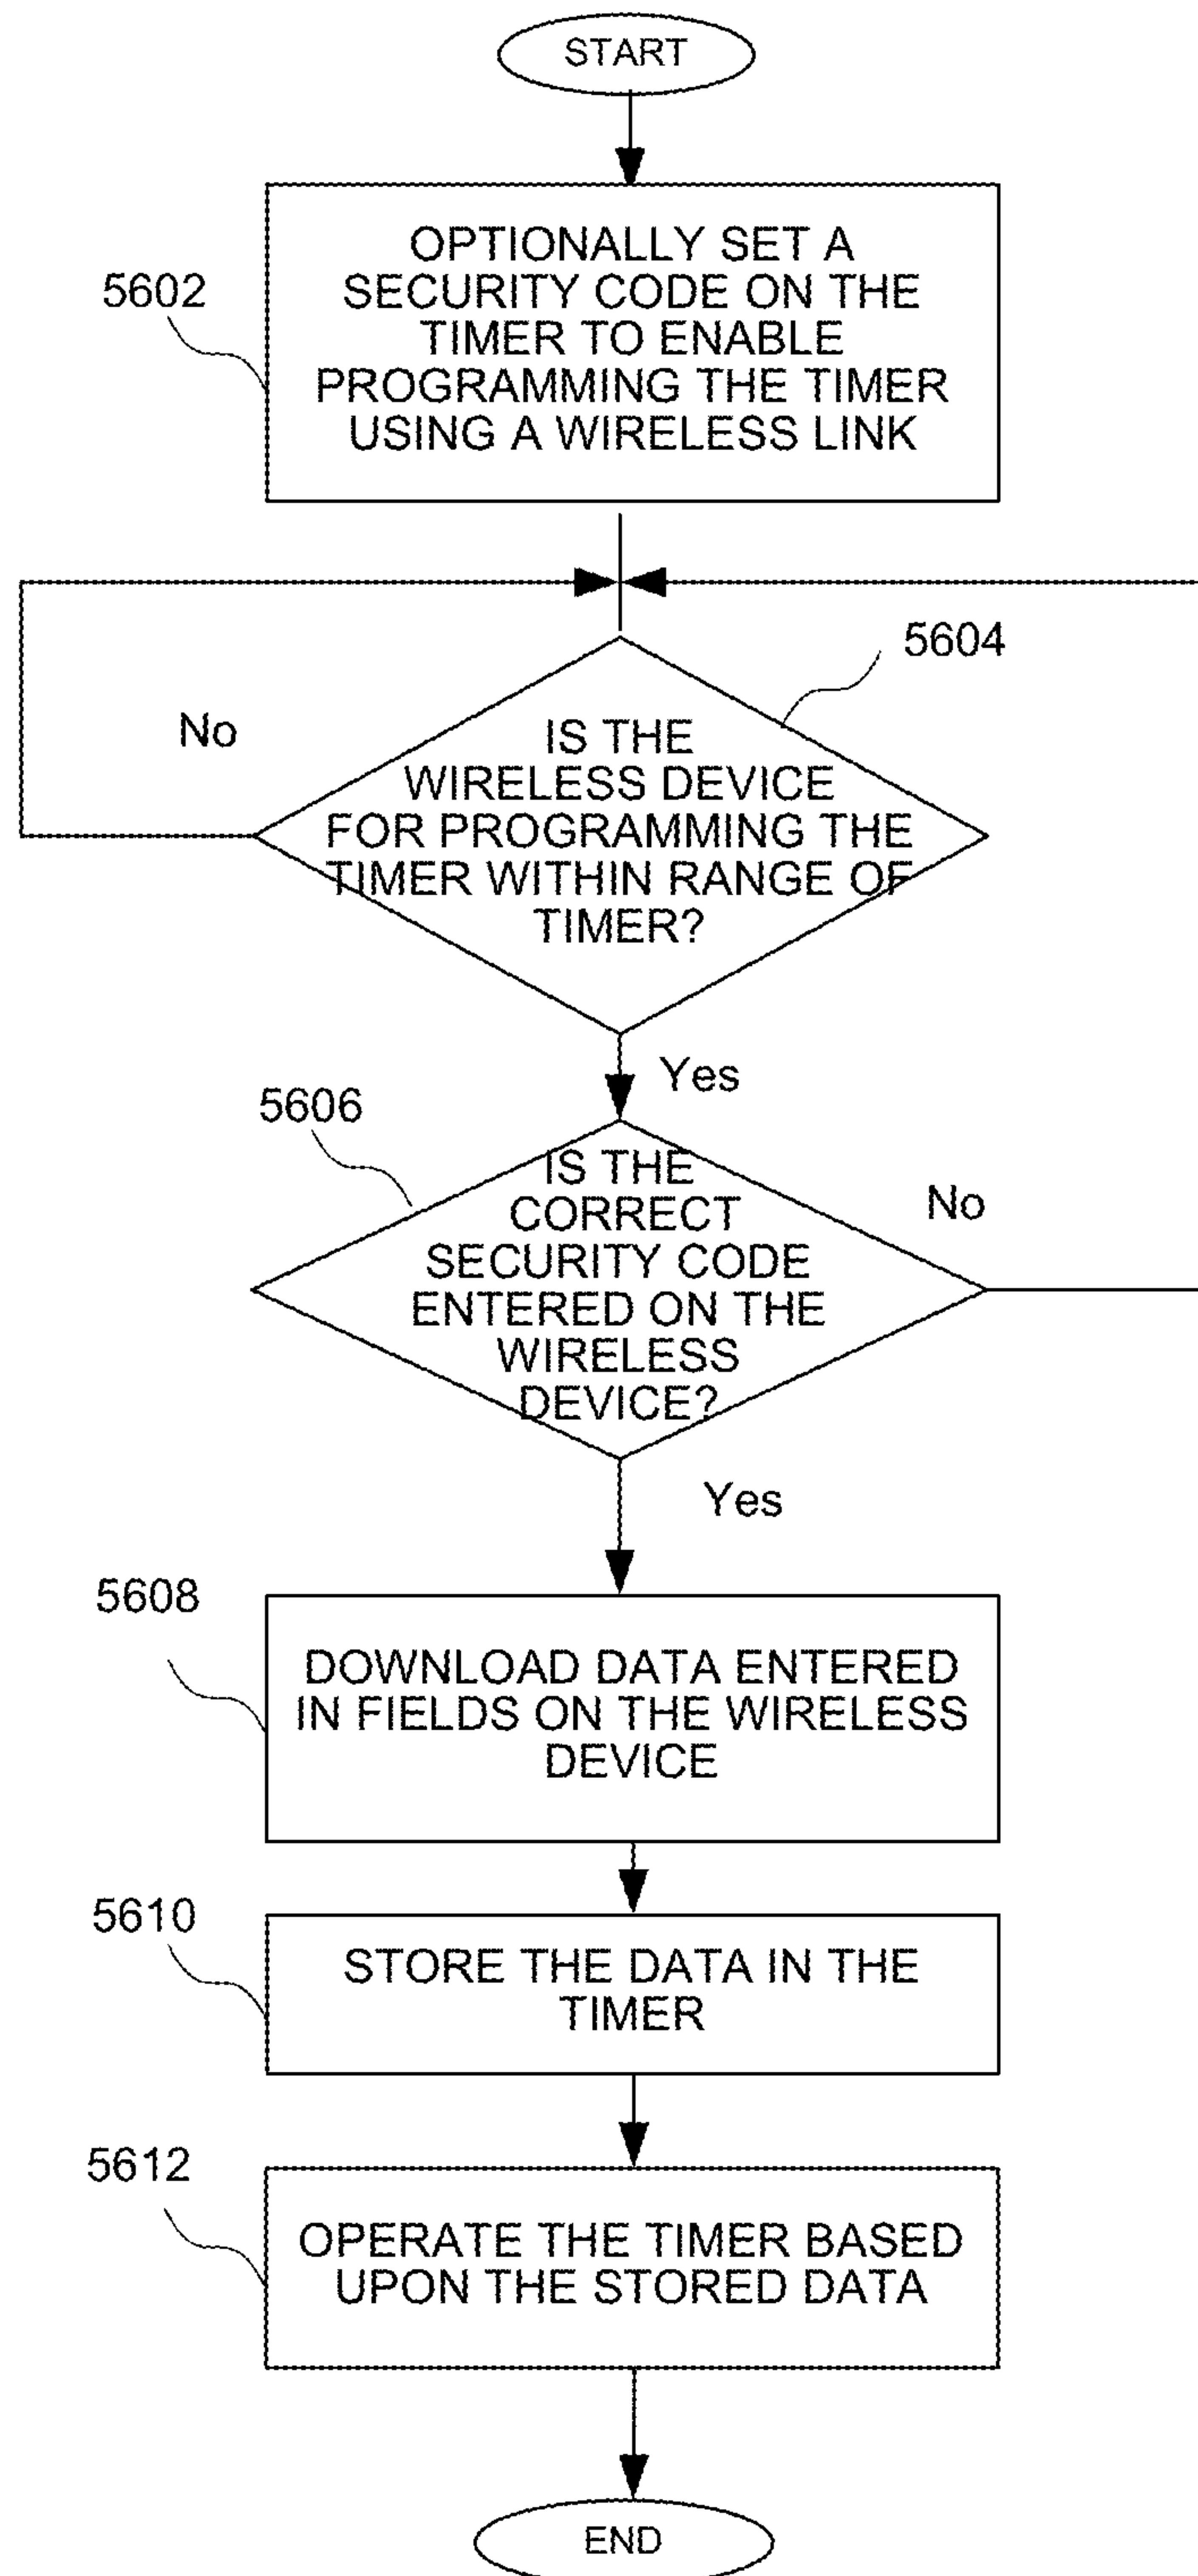 START
5602
OPTIONALLY SET A
SECURITY CODE ON THE
TIMER TO ENABLE
PROGRAMMING THE TIMER
USING A WIRELESS LINK
5604
No
IS THE
WIRELESS DEVICE
FOR PROGRAMMING THE
TIMER WITHIN RANGE OF
TIMER?
Yes
5606
IS THE
CORRECT
SECURITY CODE
ENTERED ON THE
WIRELESS
DEVICE?
No
Yes
5608
DOWNLOAD DATA ENTERED
IN FIELDS ON THE WIRELESS
DEVICE
5610
STORE THE DATA IN THE
TIMER
5612
OPERATE THE TIMER BASED
UPON THE STORED DATA
END